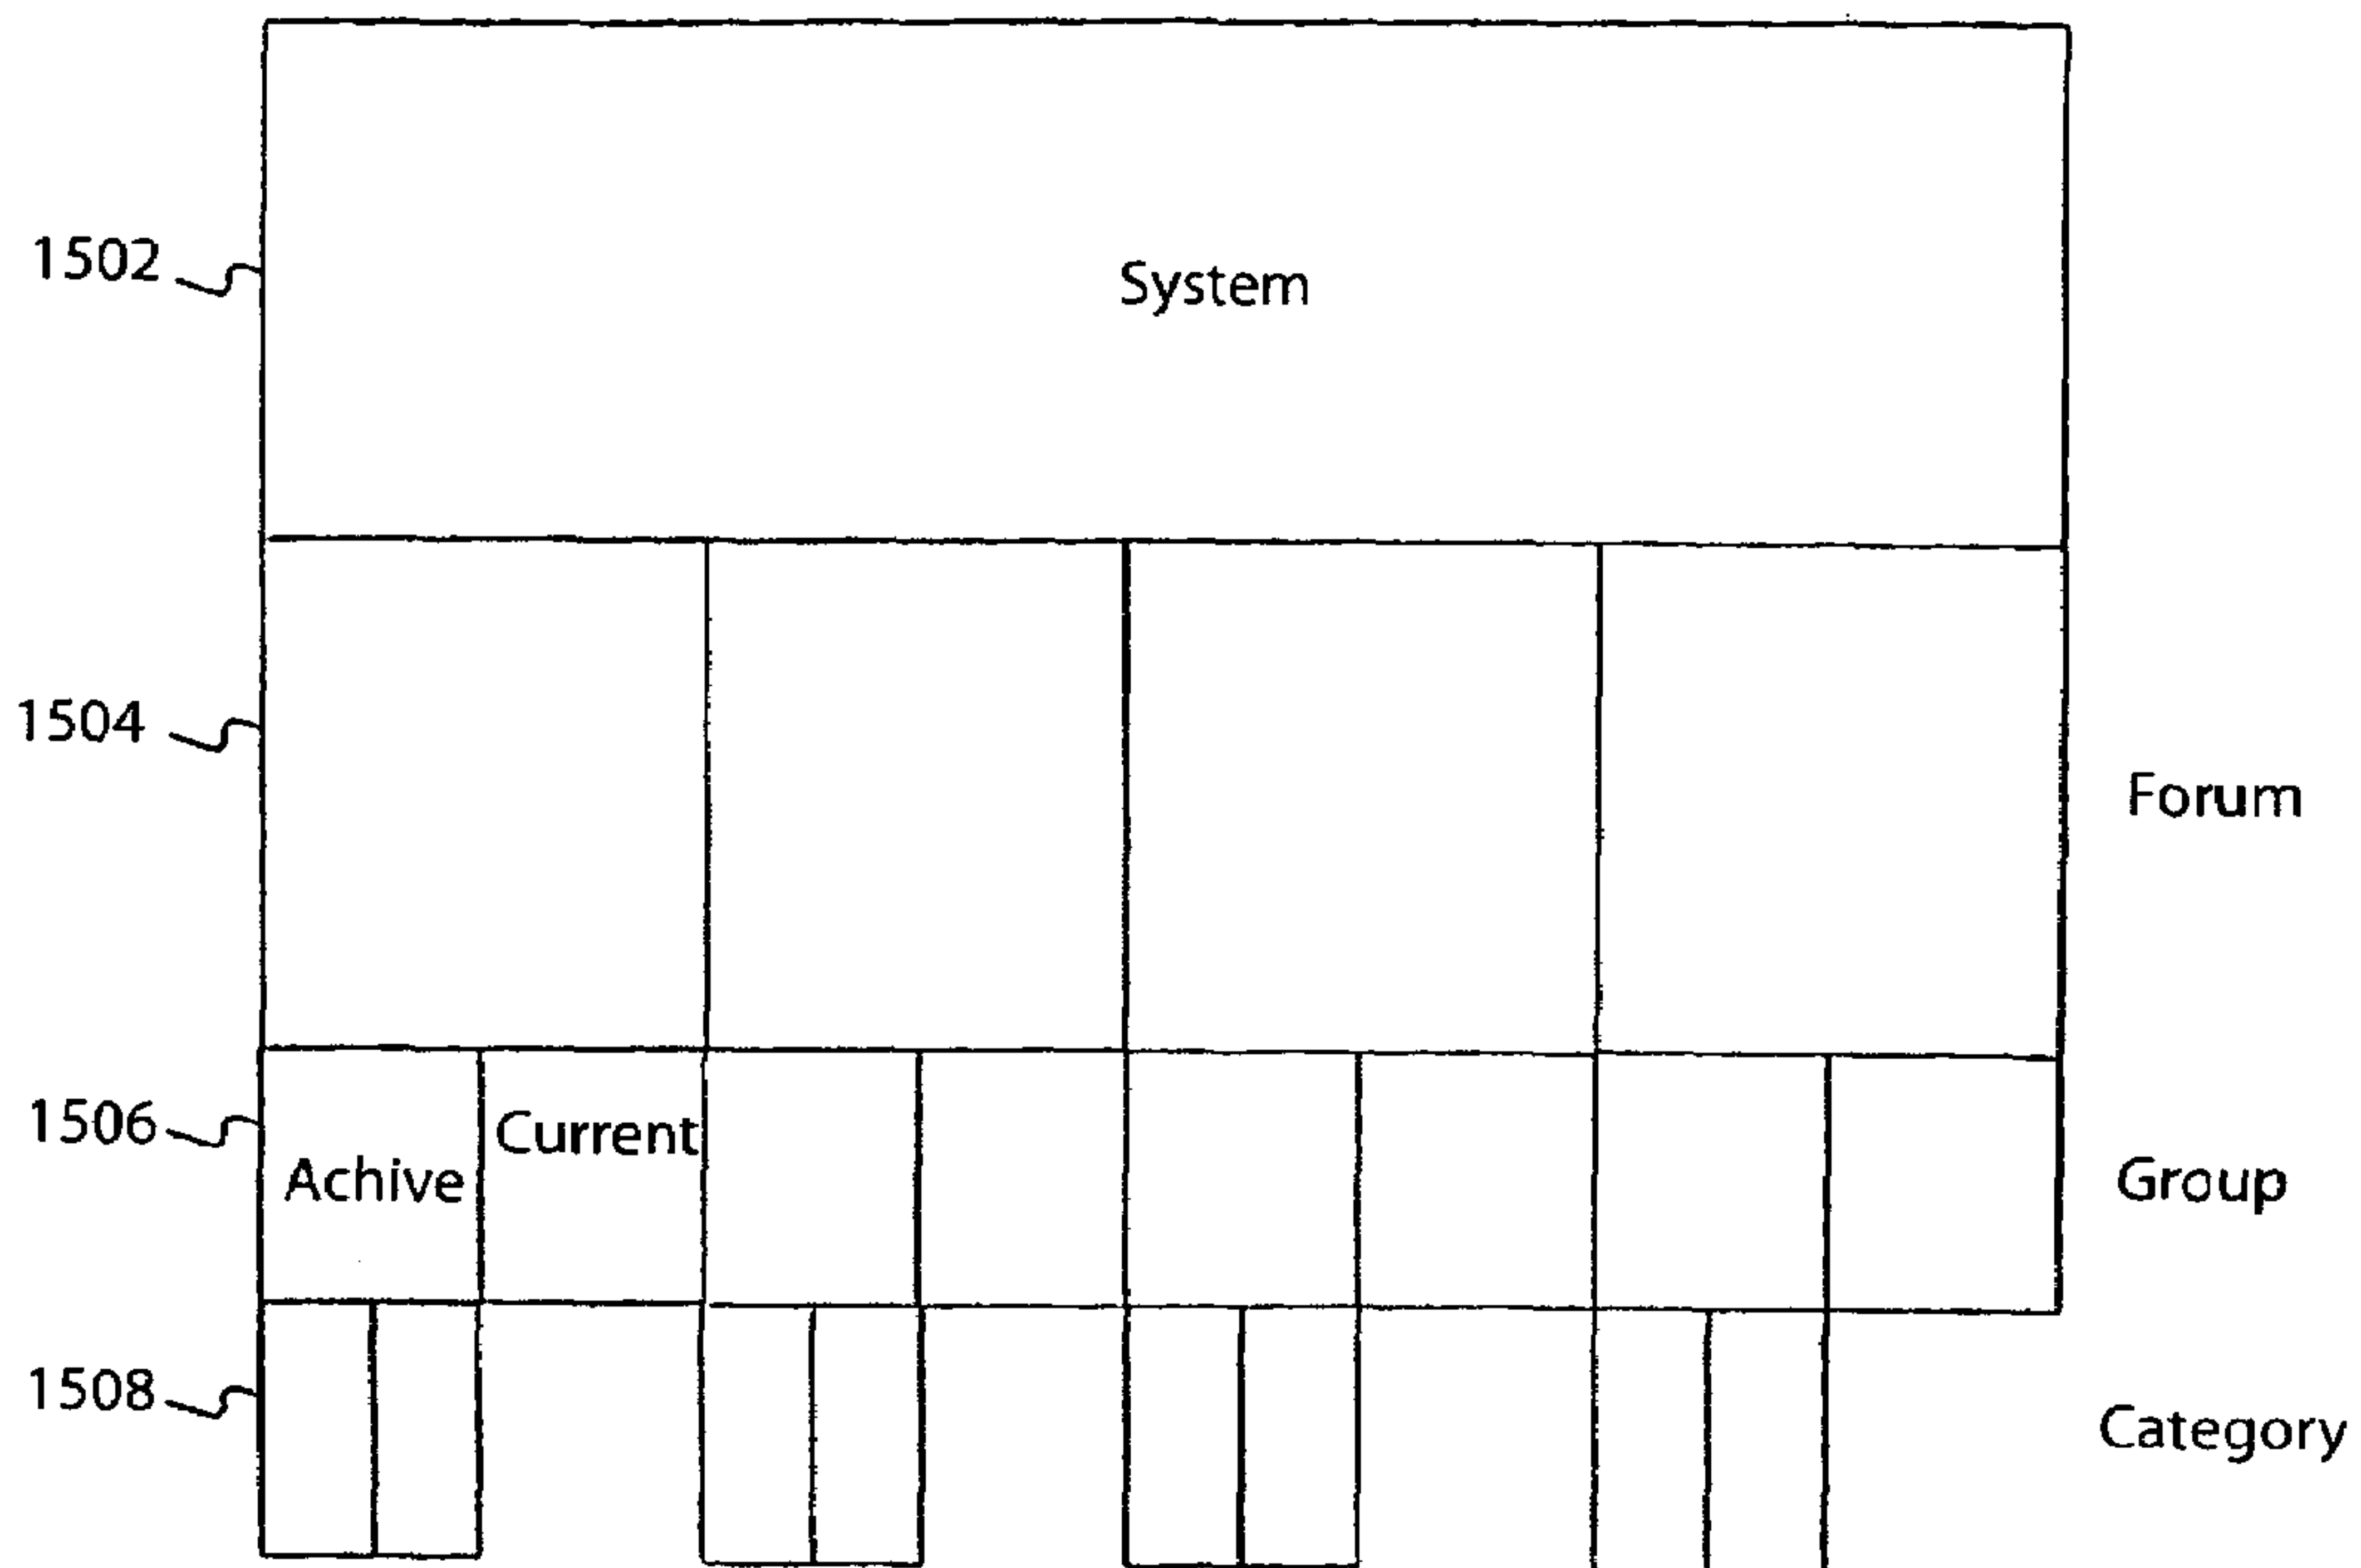 1502
System
1504
Forum
1506
Achive
Current
Group
1508
Category